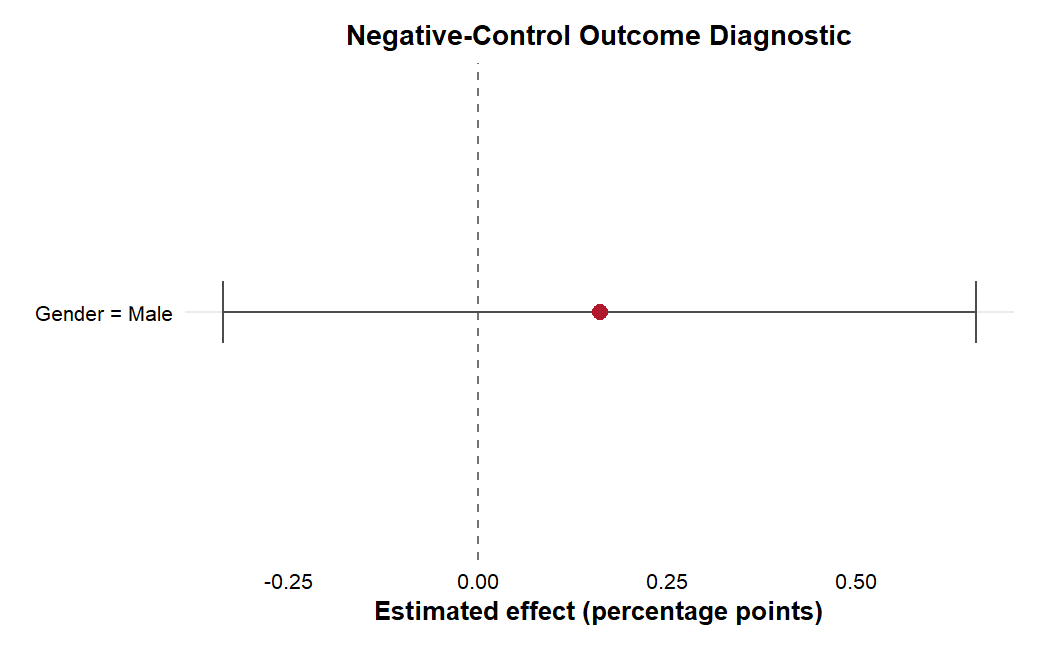 Negative-Control Outcome Diagnostic
Gender = Male
-0.25 0.00 0.25 0.50
Estimated effect (percentage points)